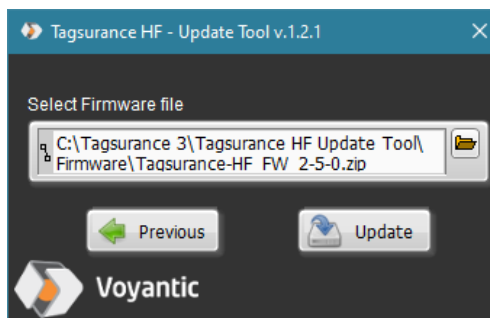 Tagsurance HF - Update Tool v.1.2.1
Select Firmware file
C:\Tagsurance 3\Tagsurance HF Update Tool\
Firmware\Tagsurance-HF_FW_2-5-0.zip
Previous
Update
Voyantic